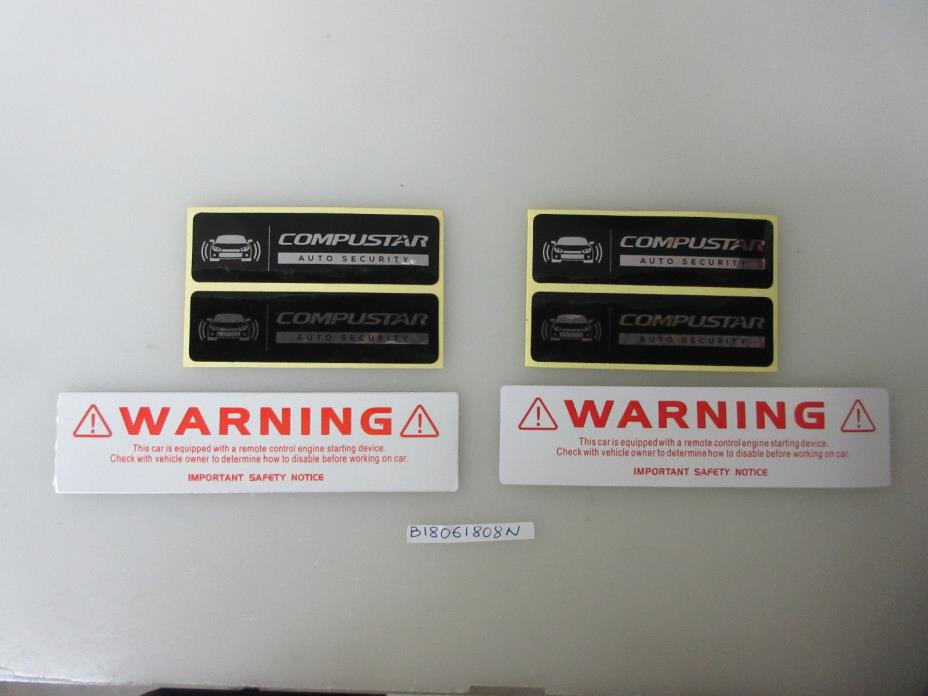 COMPUSTAR
AUTO SECURITY
COMPUSTAR
AUTO SECURITY
COMPUSTAR
AUTO SECURITY
COMPUSTAR
AUTO SECURITY
WARNING
This car is equipped with a remote control engine starting device.
Check with vehicle owner to determine how to disable before working on car.
IMPORTANT SAFETY NOTICE
WARNING
This car is equipped with a remote control engine starting device.
Check with vehicle owner to determine how to disable before working on car.
IMPORTANT SAFETY NOTICE
B18061808N